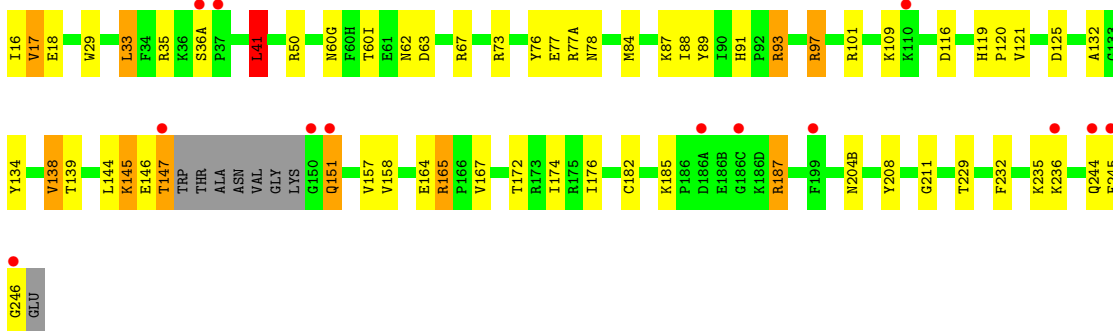 I16 V17 E18 W29 L33 F34 R35 K36 S36A P37 L41 R50 N60G F60H T60I E61 N62 D63 R67 R73 Y76 E77 R77A N78 M84 K87 I88 Y89 I90 H91 P92 R93 R97 R101 K109 K110 D116 H119 P120 V121 D125 A132 G133
Y134 V138 T139 L144 K145 E146 T147 TRP THR ALA ASN VAL GLY LYS G150 Q151 V157 V158 E164 R165 P166 V167 T172 R173 I174 R175 I176 C182 K185 P186 D186A E186B G186C K186D R187 F199 N204B Y208 G211 T229 F232 K235 K236 Q244 F245
G246 GLU